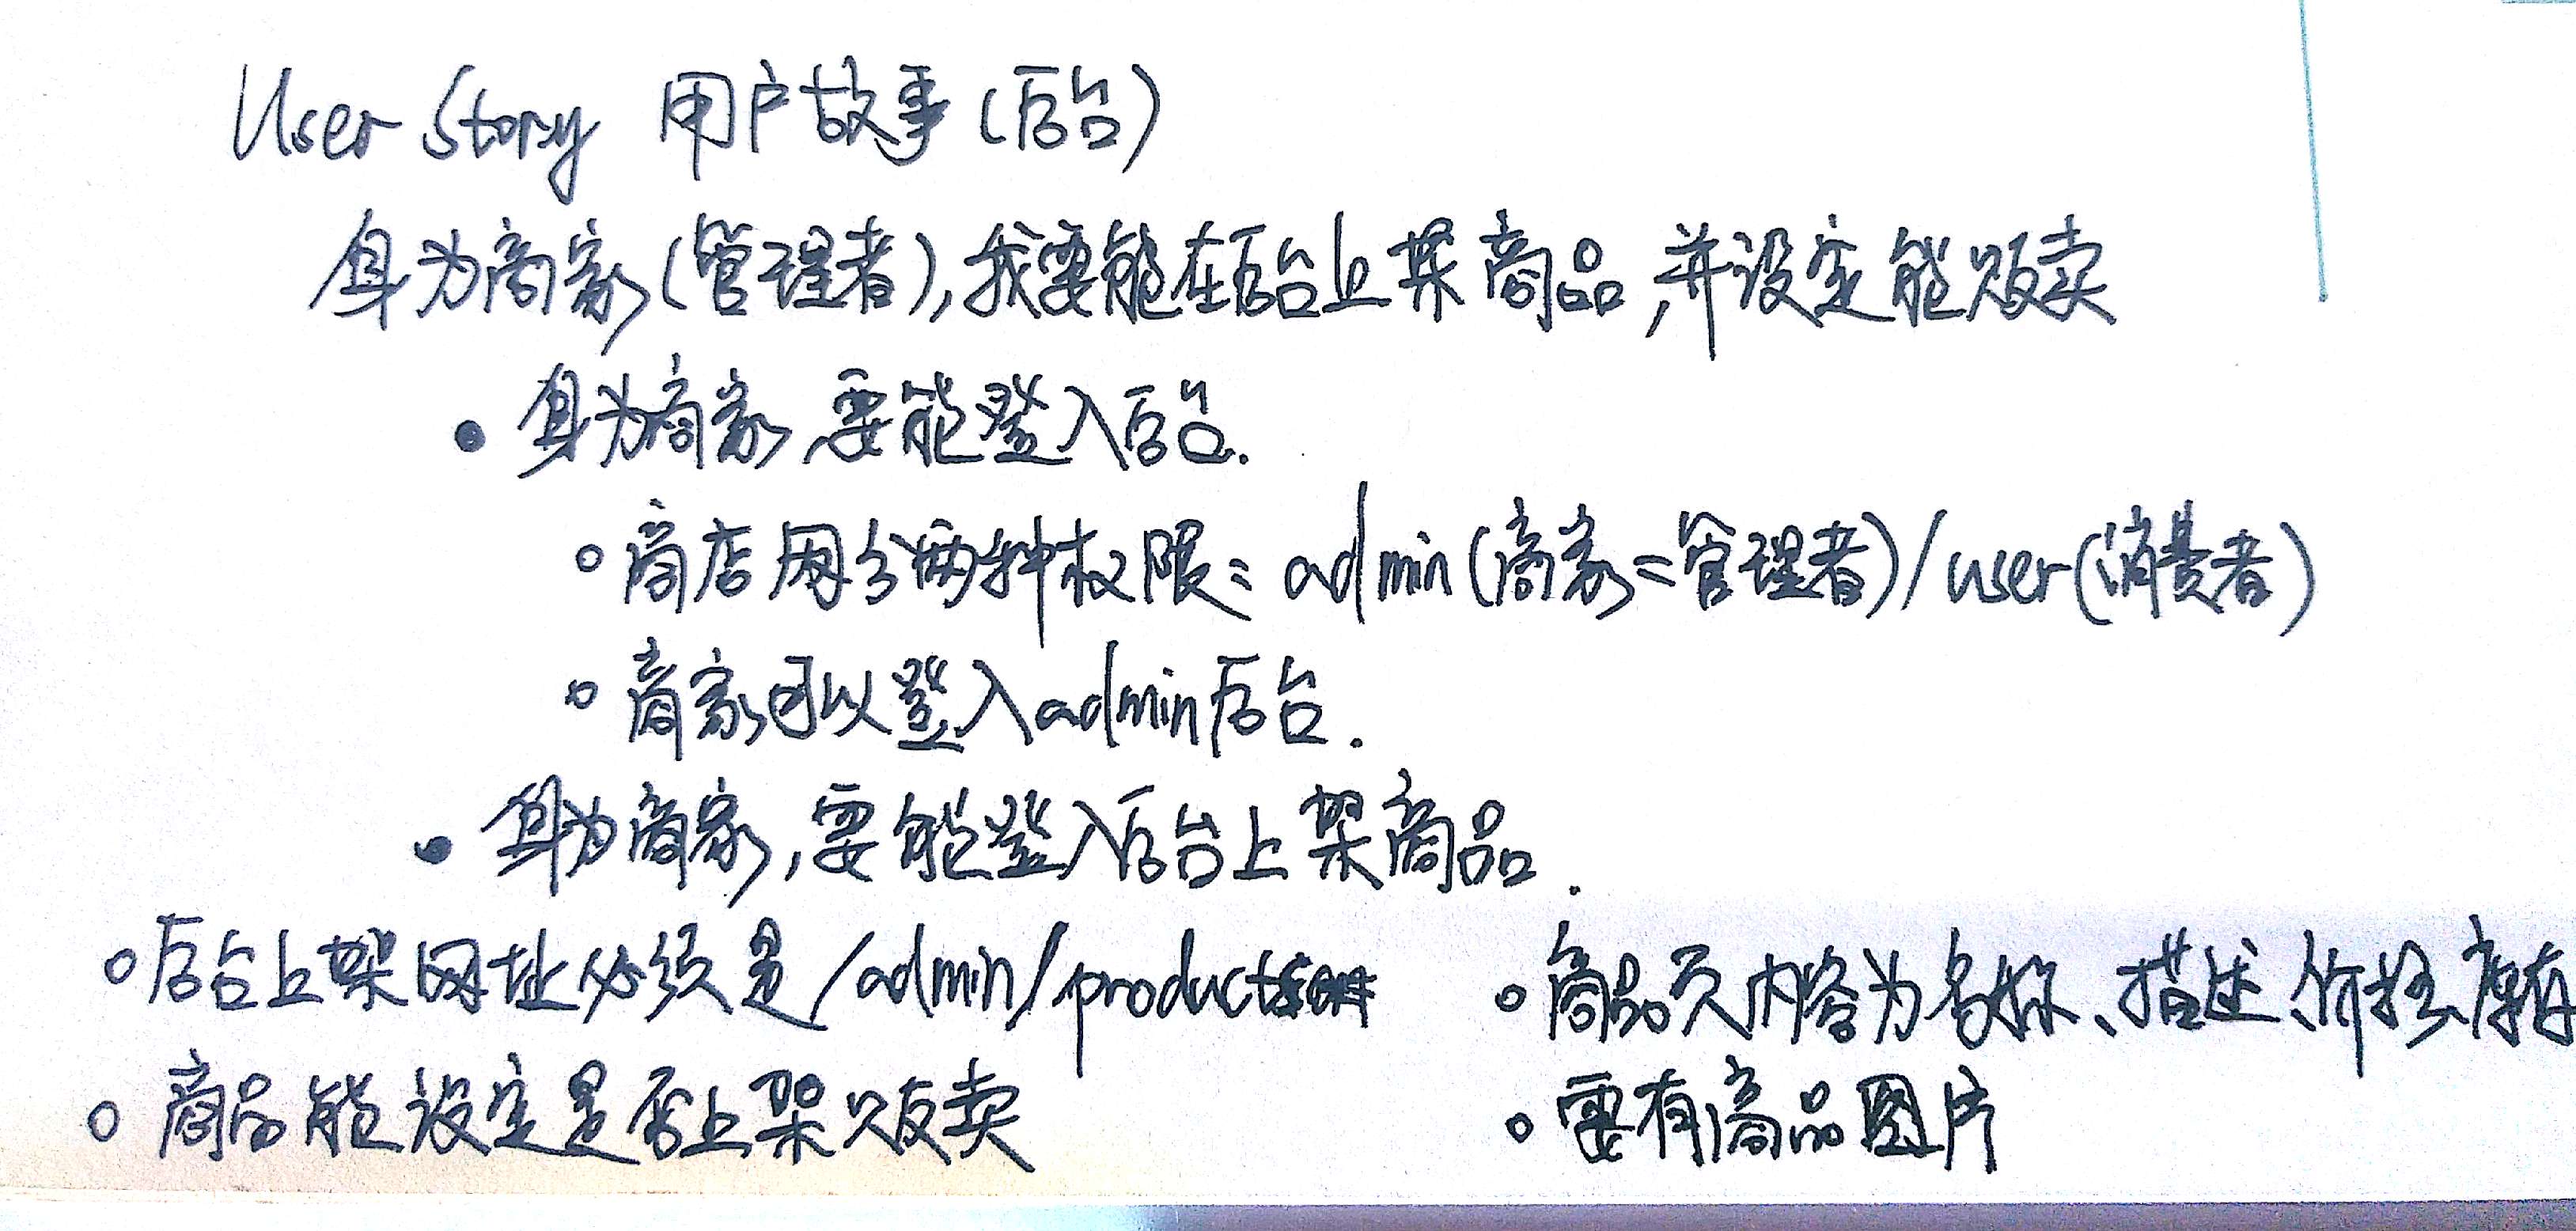 User Story 用户故事(后台)
身为商家(管理者),我要能在后台上架商品,并设定能贩卖
• 身为商家,要能登入后台.
○ 商店用分两种权限: admin(商家=管理者)/user(消费者)
○ 商家可以登入admin后台.
• 身为商家,要能登入后台上架商品.
○后台上架网址必须是/admin/products
○商品页内容为名称、描述、价格、库存
○ 商品能设定是否上架贩卖
○ 要有商品图片